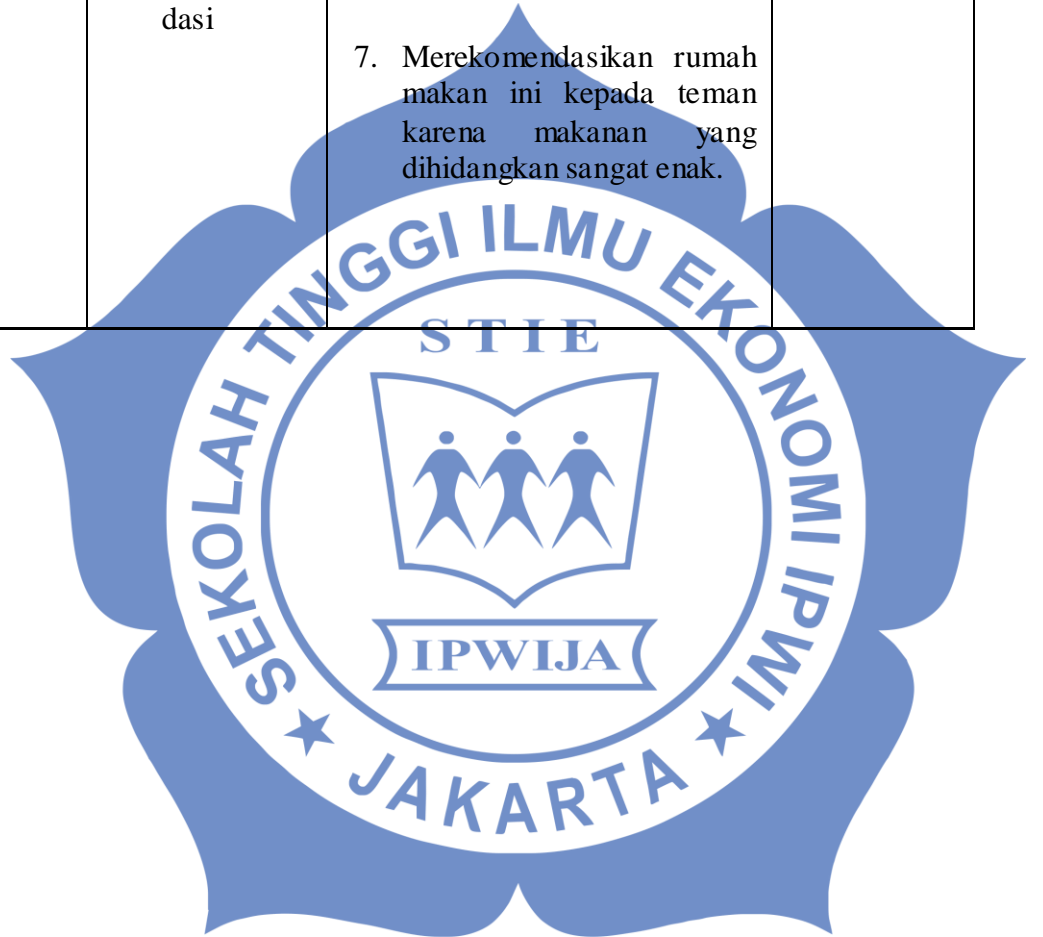 dasi
7. Merekomendasikan rumah
makan ini kepada teman
karena makanan yang
dihidangkan sangat enak.
SEKOLAH TINGGI ILMU EKONOMI IPWI
STIE
IPWIJA
★ JAKARTA ★